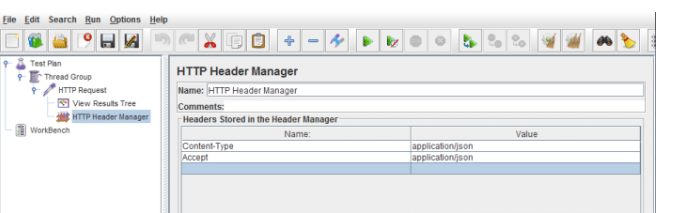 File Edit Search Run Options Help
Test Plan
Thread Group
HTTP Request
View Results Tree
HTTP Header Manager
WorkBench
HTTP Header Manager
Name: HTTP Header Manager
Comments:
Headers Stored in the Header Manager
Name: Value
Content-Type application/json
Accept application/json